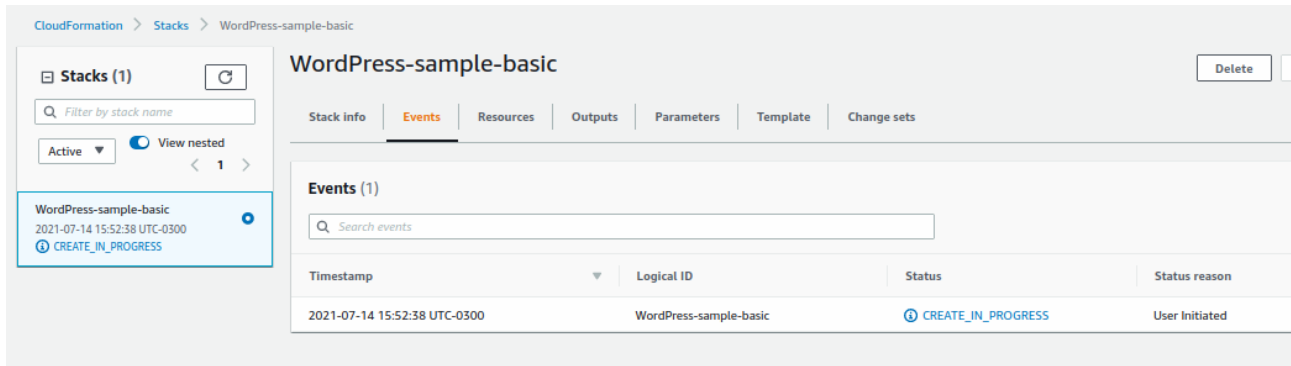 CloudFormation > Stacks > WordPress-sample-basic
Stacks (1)
Filter by stack name
Active
View nested
< 1 >
WordPress-sample-basic
2021-07-14 15:52:38 UTC-0300
CREATE_IN_PROGRESS
WordPress-sample-basic
Delete
Stack info Events Resources Outputs Parameters Template Change sets
Events (1)
Search events
Timestamp Logical ID Status Status reason
2021-07-14 15:52:38 UTC-0300 WordPress-sample-basic CREATE_IN_PROGRESS User Initiated